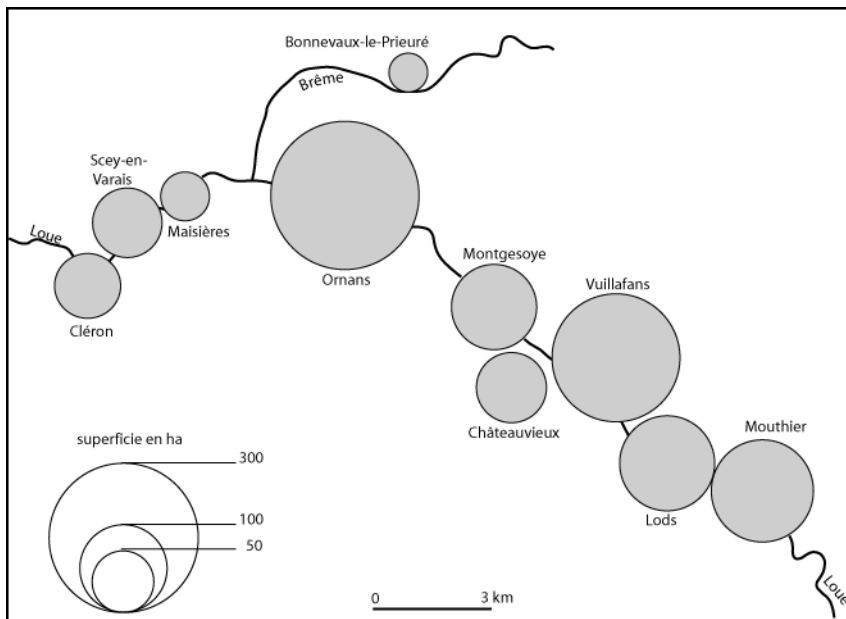 Bonnevaux-le-Prieuré
Brême
Scey-en-
Varais
Maisières
Loue
Cléron
Ornans
Montgesoye
Vuillafans
Châteauvieux
Mouthier
Lods
Loue
superficie en ha
300
100
50
0 3 km